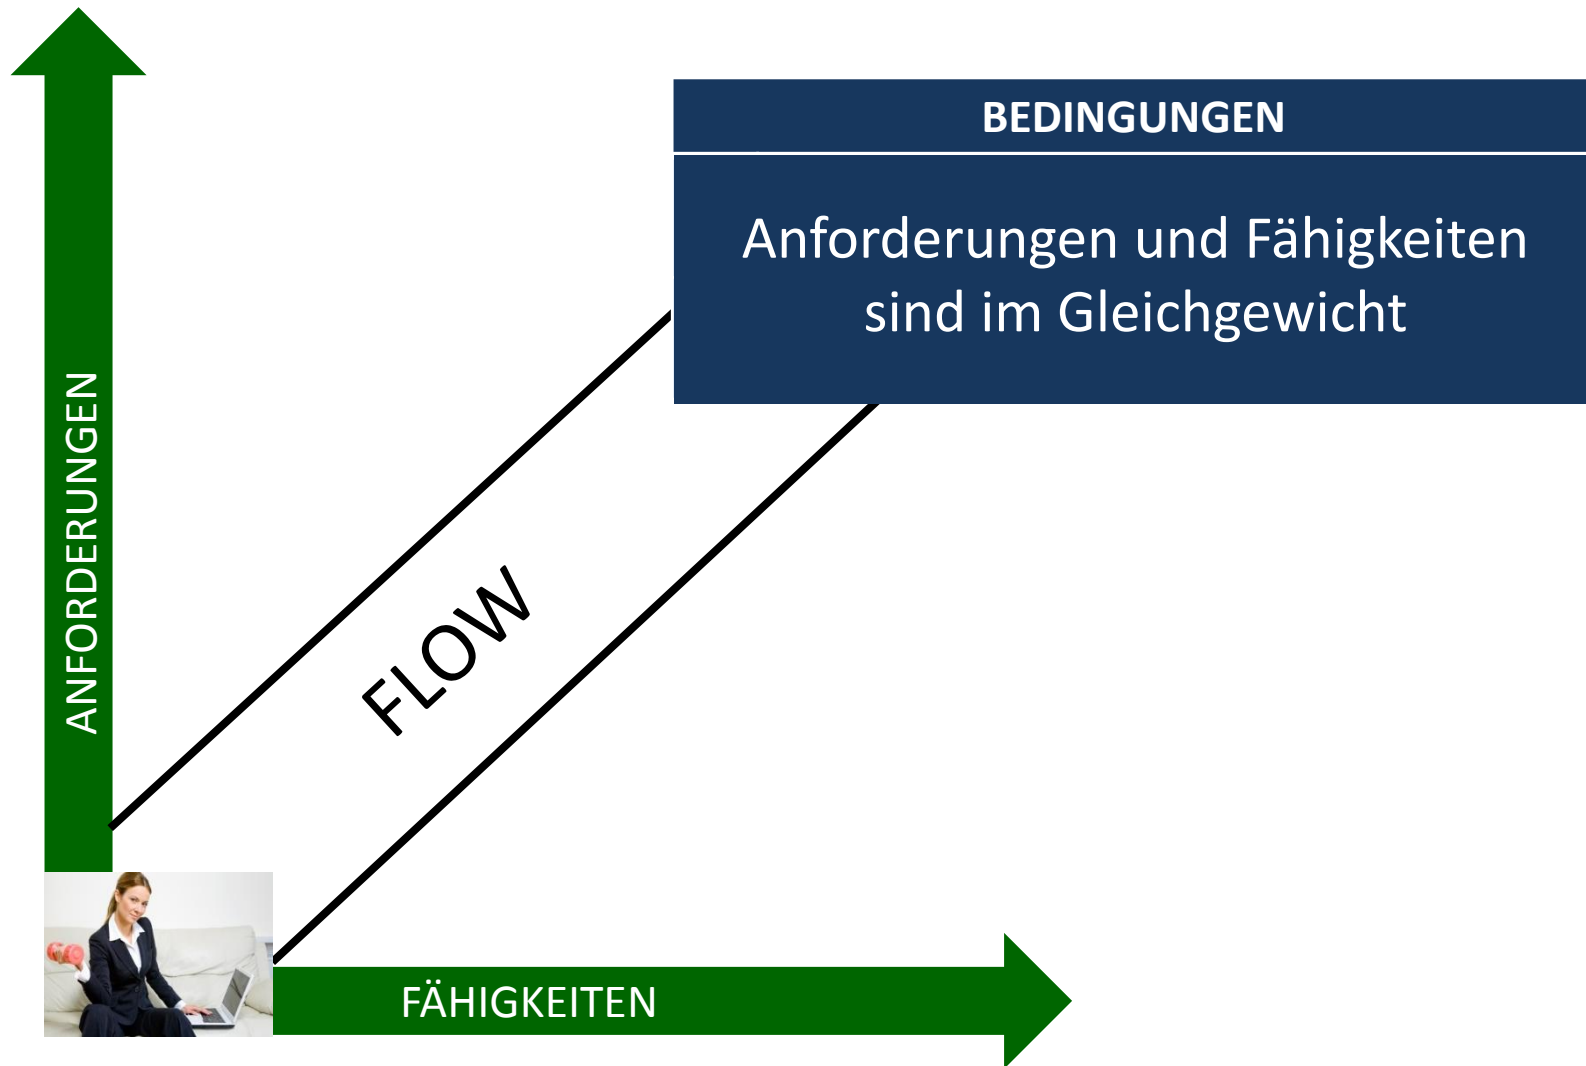 BEDINGUNGEN
Anforderungen und Fähigkeiten
sind im Gleichgewicht
ANFORDERUNGEN
FLOW
FÄHIGKEITEN